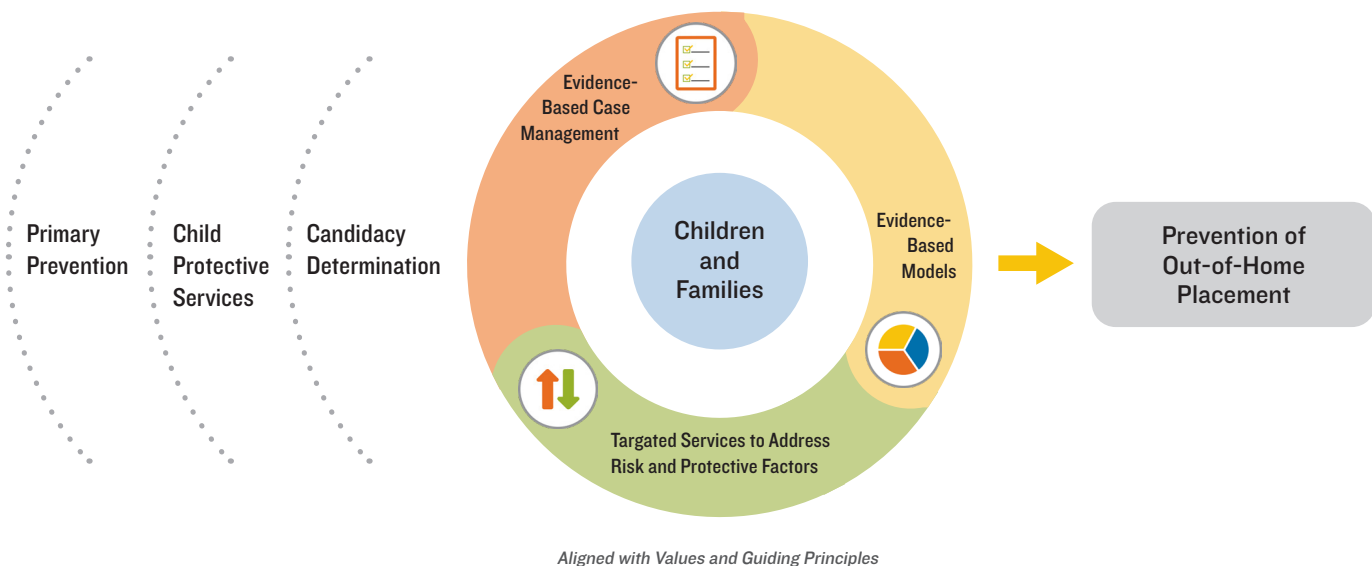 Primary
Prevention
Child
Protective
Services
Candidacy
Determination
Evidence-
Based Case
Management
Children
and
Families
Evidence-
Based
Models
Targeted Services to Address
Risk and Protective Factors
Prevention of
Out-of-Home
Placement
Aligned with Values and Guiding Principles